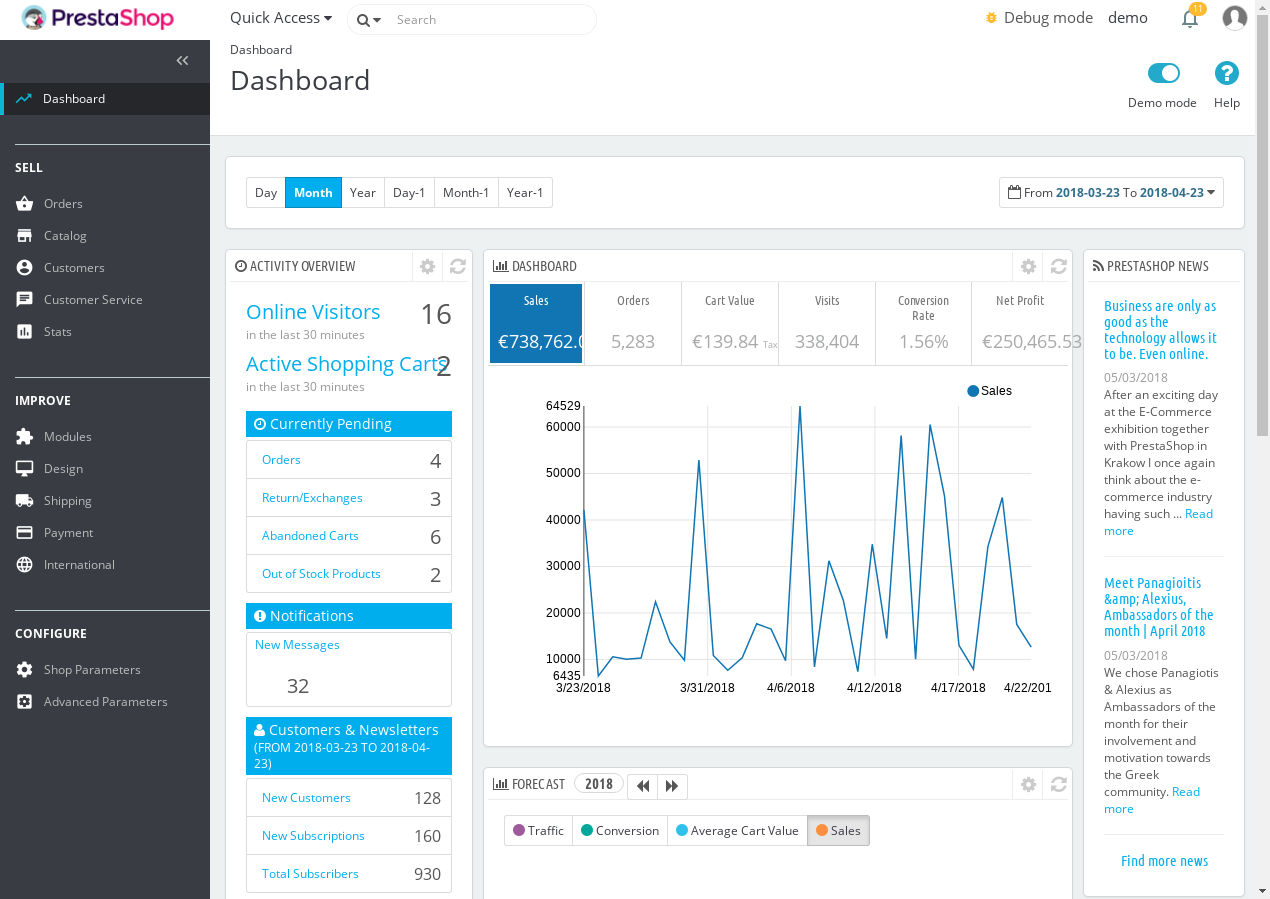 PrestaShop
Quick Access
Search
Debug mode
demo
11
Dashboard
Dashboard
Demo mode
Help
Dashboard
SELL
Orders
Catalog
Customers
Customer Service
Stats
IMPROVE
Modules
Design
Shipping
Payment
International
CONFIGURE
Shop Parameters
Advanced Parameters
Day Month Year Day-1 Month-1 Year-1
From 2018-03-23 To 2018-04-23
ACTIVITY OVERVIEW
Online Visitors 16
in the last 30 minutes
Active Shopping Carts 2
in the last 30 minutes
Currently Pending
Orders 4
Return/Exchanges 3
Abandoned Carts 6
Out of Stock Products 2
Notifications
New Messages
32
Customers & Newsletters
(FROM 2018-03-23 TO 2018-04-
23)
New Customers 128
New Subscriptions 160
Total Subscribers 930
DASHBOARD
Sales
€738,762.0
Orders
5,283
Cart Value
€139.84 Tax
Visits
338,404
Conversion
Rate
1.56%
Net Profit
€250,465.53
Sales
64529
60000
50000
40000
30000
20000
10000
6435
3/23/2018 3/31/2018 4/6/2018 4/12/2018 4/17/2018 4/22/201
FORECAST 2018
Traffic Conversion Average Cart Value Sales
PRESTASHOP NEWS
Business are only as
good as the
technology allows it
to be. Even online.
05/03/2018
After an exciting day
at the E-Commerce
exhibition together
with PrestaShop in
Krakow I once again
think about the e-
commerce industry
having such ... Read
more
Meet Panagioitis
&amp; Alexius,
Ambassadors of the
month | April 2018
05/03/2018
We chose Panagiotis
& Alexius as
Ambassadors of the
month for their
involvement and
motivation towards
the Greek
community. Read
more
Find more news